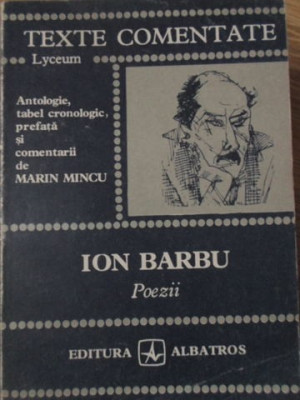 TEXTE COMENTATE
Lyceum
Antologie,
tabel cronologic,
prefață
și
comentarii
de
MARIN MINCU
ION BARBU
Poezii
EDITURA ALBATROS